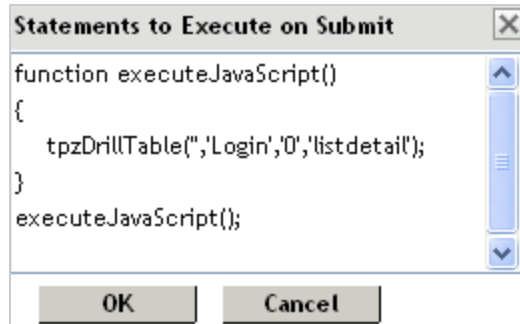 Statements to Execute on Submit
function executeJavaScript()
{
tpzDrillTable('','Login','0','listdetail');
}
executeJavaScript();
OK Cancel